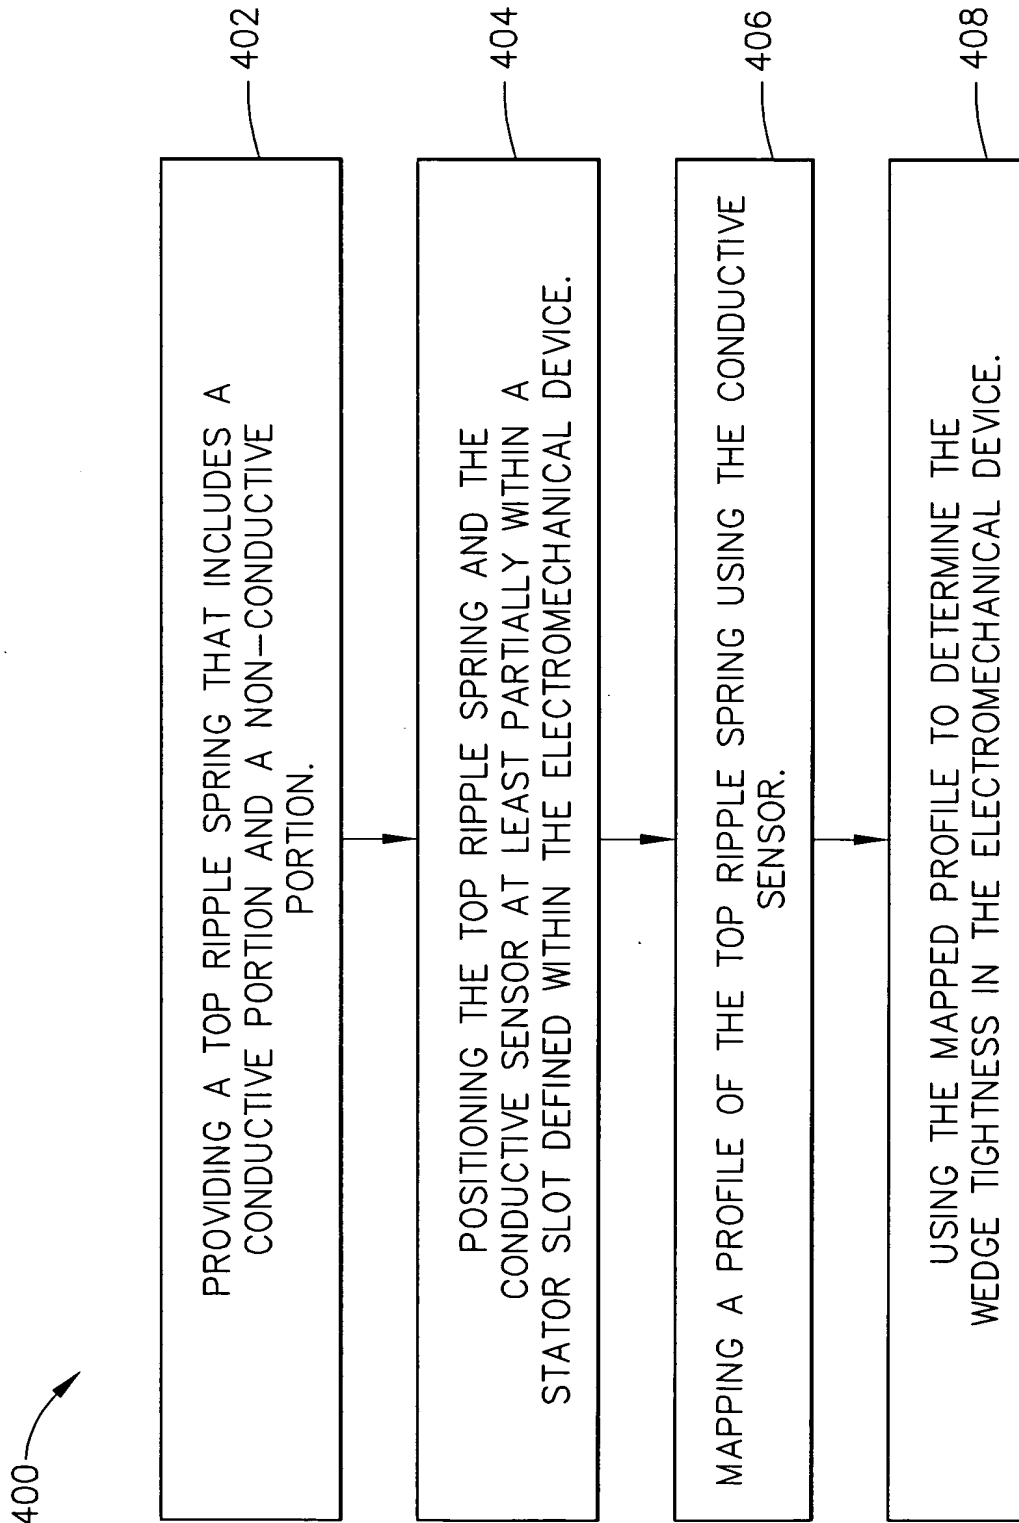 400
PROVIDING A TOP RIPPLE SPRING THAT INCLUDES A
CONDUCTIVE PORTION AND A NON-CONDUCTIVE
PORTION.
402
POSITIONING THE TOP RIPPLE SPRING AND THE
CONDUCTIVE SENSOR AT LEAST PARTIALLY WITHIN A
STATOR SLOT DEFINED WITHIN THE ELECTROMECHANICAL DEVICE.
404
MAPPING A PROFILE OF THE TOP RIPPLE SPRING USING THE CONDUCTIVE
SENSOR.
406
USING THE MAPPED PROFILE TO DETERMINE THE
WEDGE TIGHTNESS IN THE ELECTROMECHANICAL DEVICE.
408